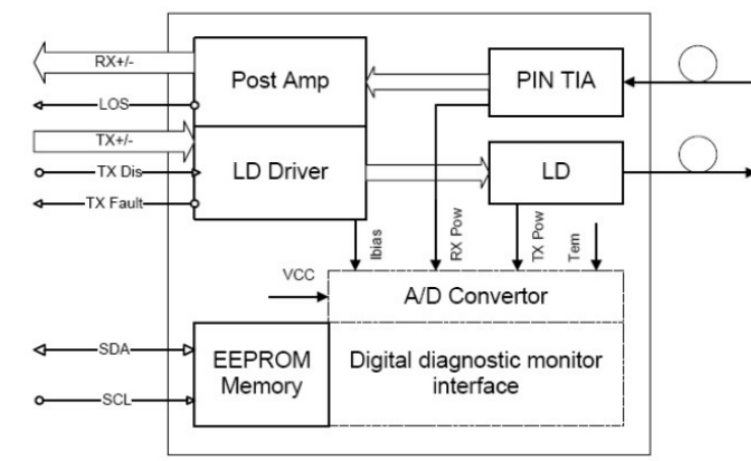 RX+/-
Post Amp
PIN TIA
LOS
TX+/-
TX Dis
LD Driver
LD
TX Fault
Ibias
RX Pow
TX Pow
Tem
VCC
A/D Convertor
SDA
EEPROM
Memory
Digital diagnostic monitor
interface
SCL